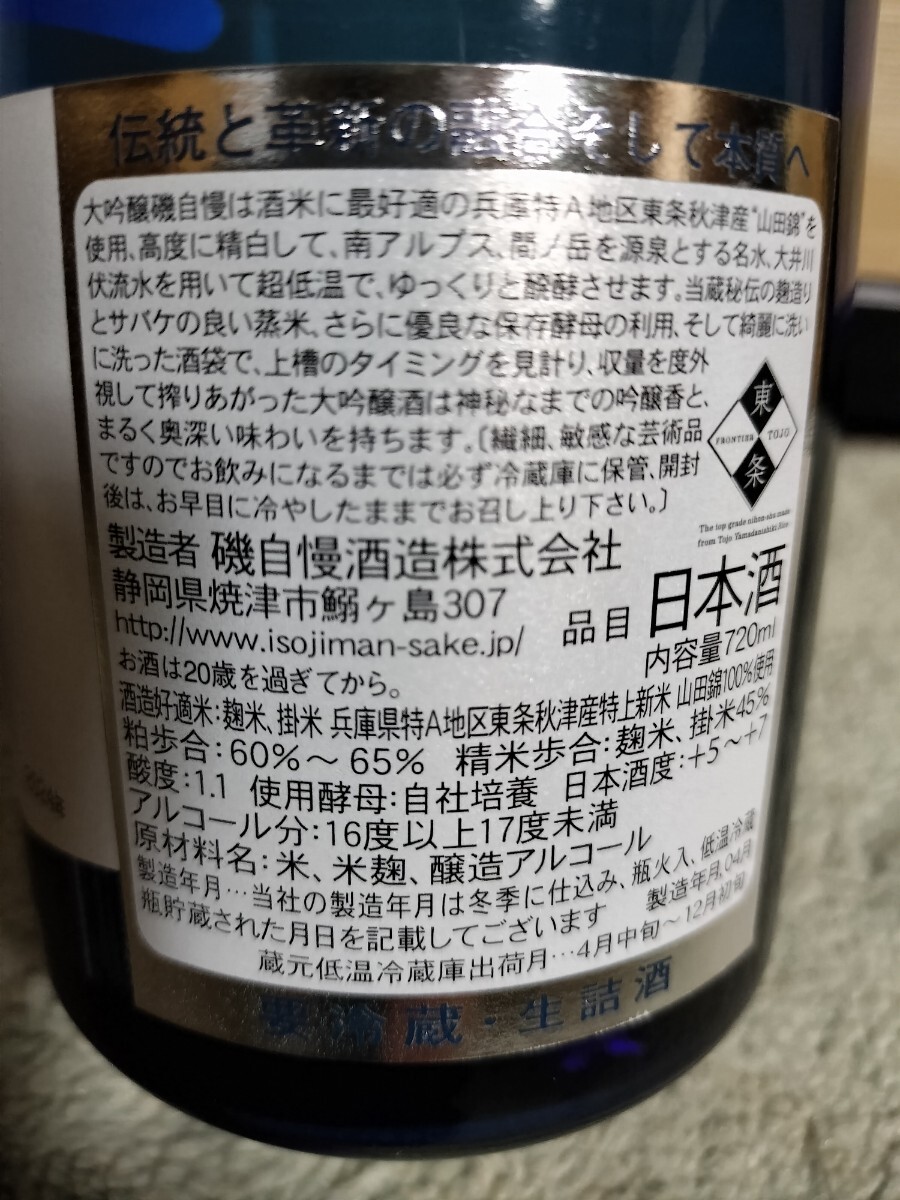 伝統と革新の融合そして本質へ
大吟醸磯自慢は酒米に最好適の兵庫特A地区東条秋津産“山田錦”を
使用、高度に精白して、南アルプス、間ノ岳を源泉とする名水、大井川
伏流水を用いて超低温で、ゆっくりと醗酵させます。当蔵秘伝の麹造り
とサバケの良い蒸米、さらに優良な保存酵母の利用、そして綺麗に洗い
に洗った酒袋で、上槽のタイミングを見計り、収量を度外
視して搾りあがった大吟醸酒は神秘なまでの吟醸香と、
まるく奥深い味わいを持ちます。〔繊細、敏感な芸術品
ですのでお飲みになるまでは必ず冷蔵庫に保管、開封
後は、お早目に冷やしたままでお召し上り下さい。〕
東
FRONTIER TOJO
条
The top grade nihon-shu made
from Tojo Yamadanishiki Rice
製造者 磯自慢酒造株式会社
静岡県焼津市鰯ヶ島307
http://www.isojiman-sake.jp/
品目 日本酒
内容量720ml
お酒は20歳を過ぎてから。
酒造好適米:麹米、掛米 兵庫県特A地区東条秋津産特上新米 山田錦100%使用
粕歩合:60%～65% 精米歩合:麹米、掛米45%
酸度:1.1 使用酵母:自社培養 日本酒度:+5～+7
アルコール分:16度以上17度未満
原材料名:米、米麹、醸造アルコール
製造年月…当社の製造年月は冬季に仕込み、瓶火入、低温冷蔵
瓶貯蔵された月日を記載してございます 製造年月、04月
蔵元低温冷蔵庫出荷月…4月中旬～12月初旬
要冷蔵・生詰酒